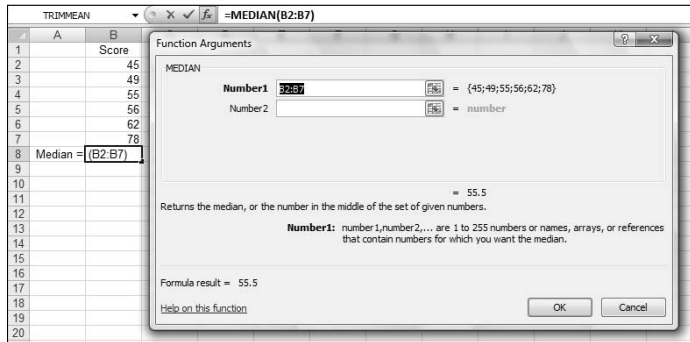 TRIMMEAN =MEDIAN(B2:B7)
A B
1 Score
2 45
3 49
4 55
5 56
6 62
7 78
8 Median = (B2:B7)
9
10
11
12
13
14
15
16
17
18
19
20
Function Arguments
MEDIAN
Number1 B2:B7 = {45;49;55;56;62;78}
Number2 = number
= 55.5
Returns the median, or the number in the middle of the set of given numbers.
Number1: number1,number2,... are 1 to 255 numbers or names, arrays, or references
that contain numbers for which you want the median.
Formula result = 55.5
Help on this function OK Cancel